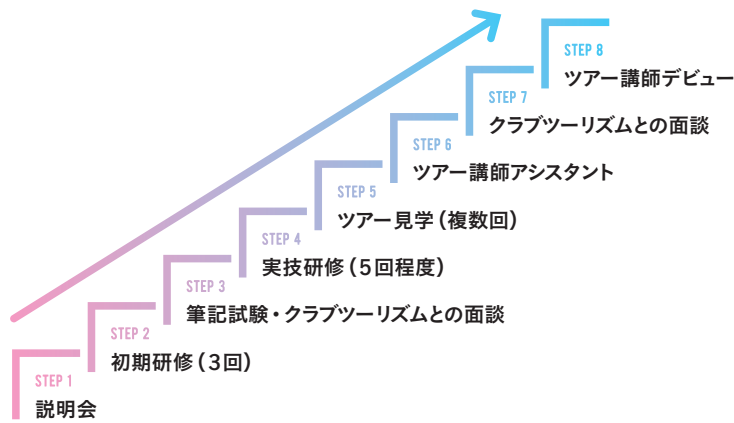 STEP 8
ツアー講師デビュー
STEP 7
クラブツーリズムとの面談
STEP 6
ツアー講師アシスタント
STEP 5
ツアー見学（複数回）
STEP 4
実技研修（5回程度）
STEP 3
筆記試験・クラブツーリズムとの面談
STEP 2
初期研修（3回）
STEP 1
説明会